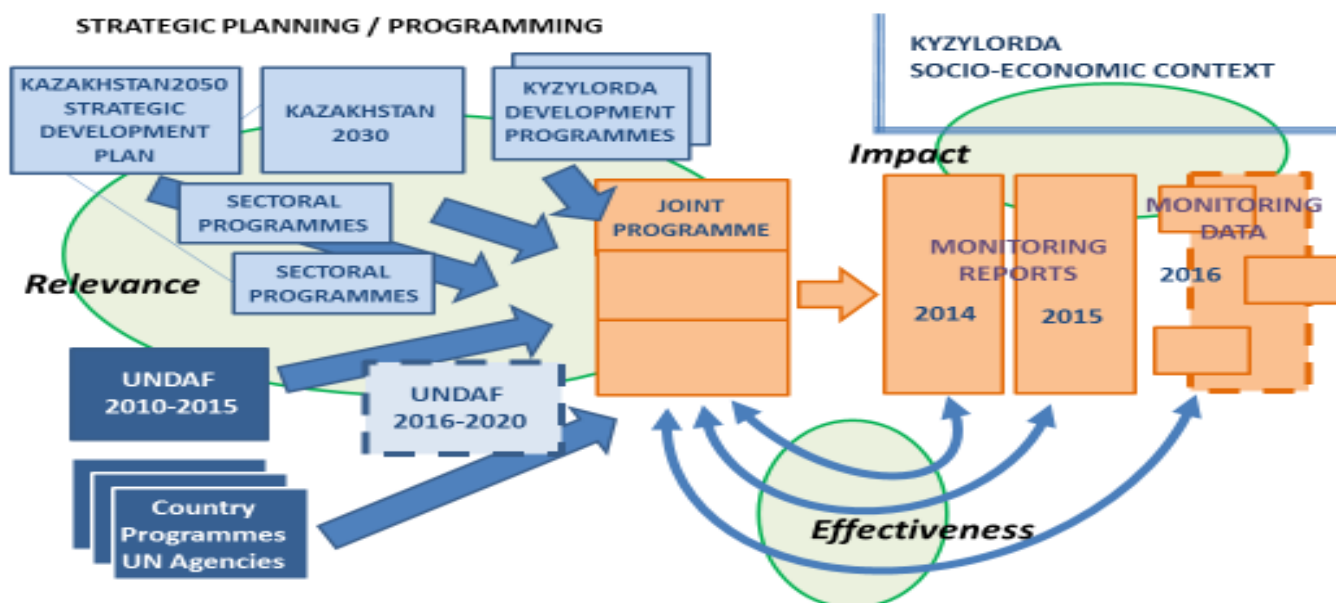 STRATEGIC PLANNING / PROGRAMMING
KYZYLORDA
SOCIO-ECONOMIC CONTEXT
KAZAKHSTAN2050
STRATEGIC
DEVELOPMENT
PLAN
KAZAKHSTAN
2030
KYZYLORDA
DEVELOPMENT
PROGRAMMES
Impact
SECTORAL
PROGRAMMES
JOINT
PROGRAMME
MONITORING
REPORTS
2014
2015
MONITORING
DATA
2016
SECTORAL
PROGRAMMES
Relevance
UNDAF
2010-2015
UNDAF
2016-2020
Country
Programmes
UN Agencies
Effectiveness